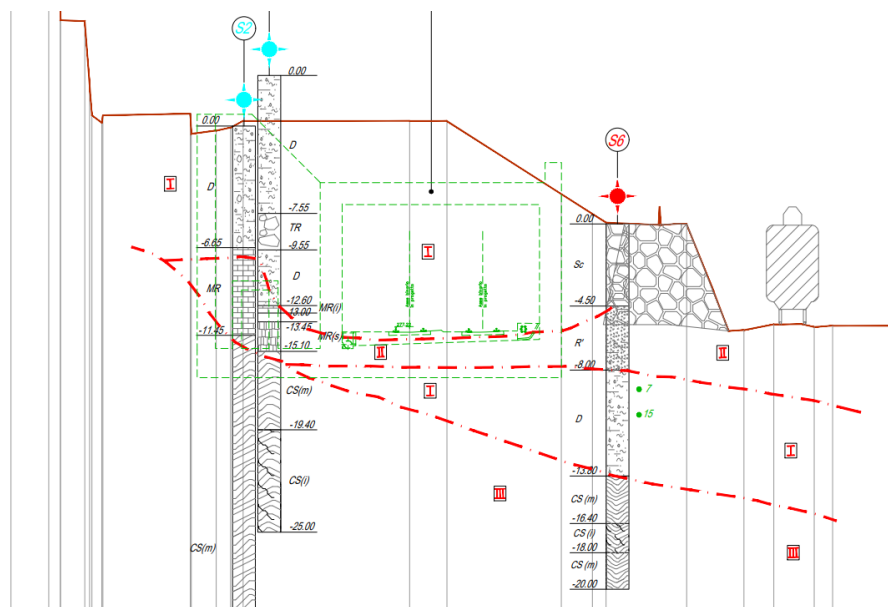 S2
0.00
0.00
D
I
D
-6.65
-7.55
TR
-9.55
D
MR
-12.60
MR(i)
13.00
-11.45
-13.45
MR(s)
-15.10
CS(m)
-19.40
CS(i)
-25.00
CS(m)
I
II
I
III
S6
0.00
Sc
-4.50
R'
-8.00
7
15
D
-13.80
CS (m)
-16.40
CS (i)
-18.00
CS (m)
-20.00
II
I
III